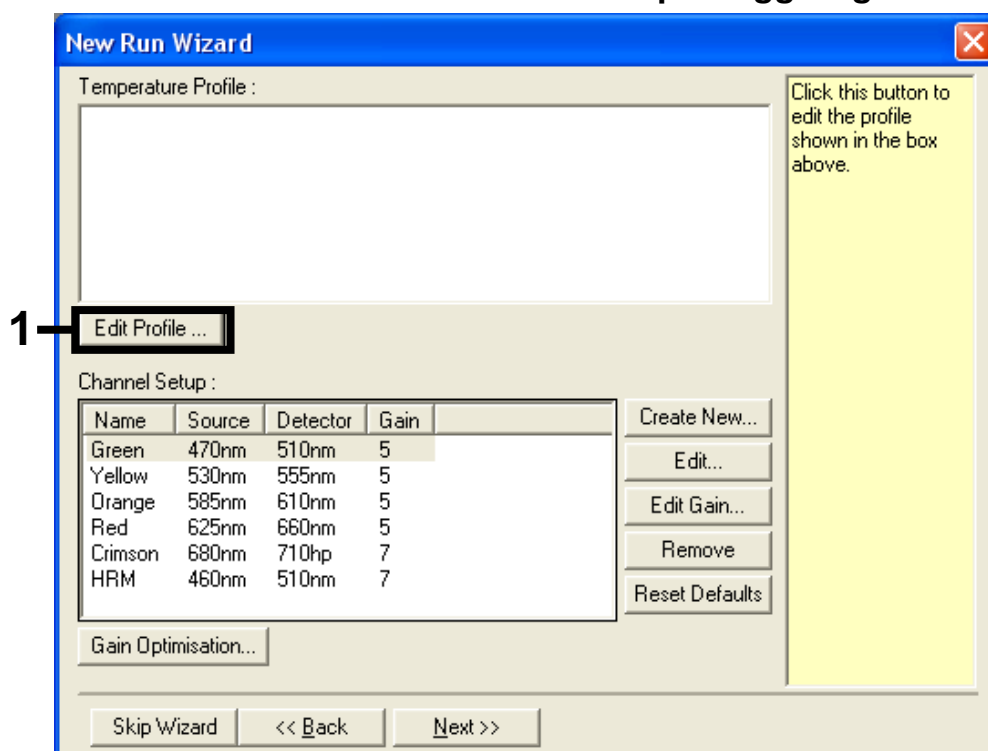 New Run Wizard
Temperature Profile :
Click this button to
edit the profile
shown in the box
above.
1
Edit Profile ...
Channel Setup :
Name Source Detector Gain
Green 470nm 510nm 5
Yellow 530nm 555nm 5
Orange 585nm 610nm 5
Red 625nm 660nm 5
Crimson 680nm 710hp 7
HRM 460nm 510nm 7
Create New...
Edit...
Edit Gain...
Remove
Reset Defaults
Gain Optimisation...
Skip Wizard << Back Next >>